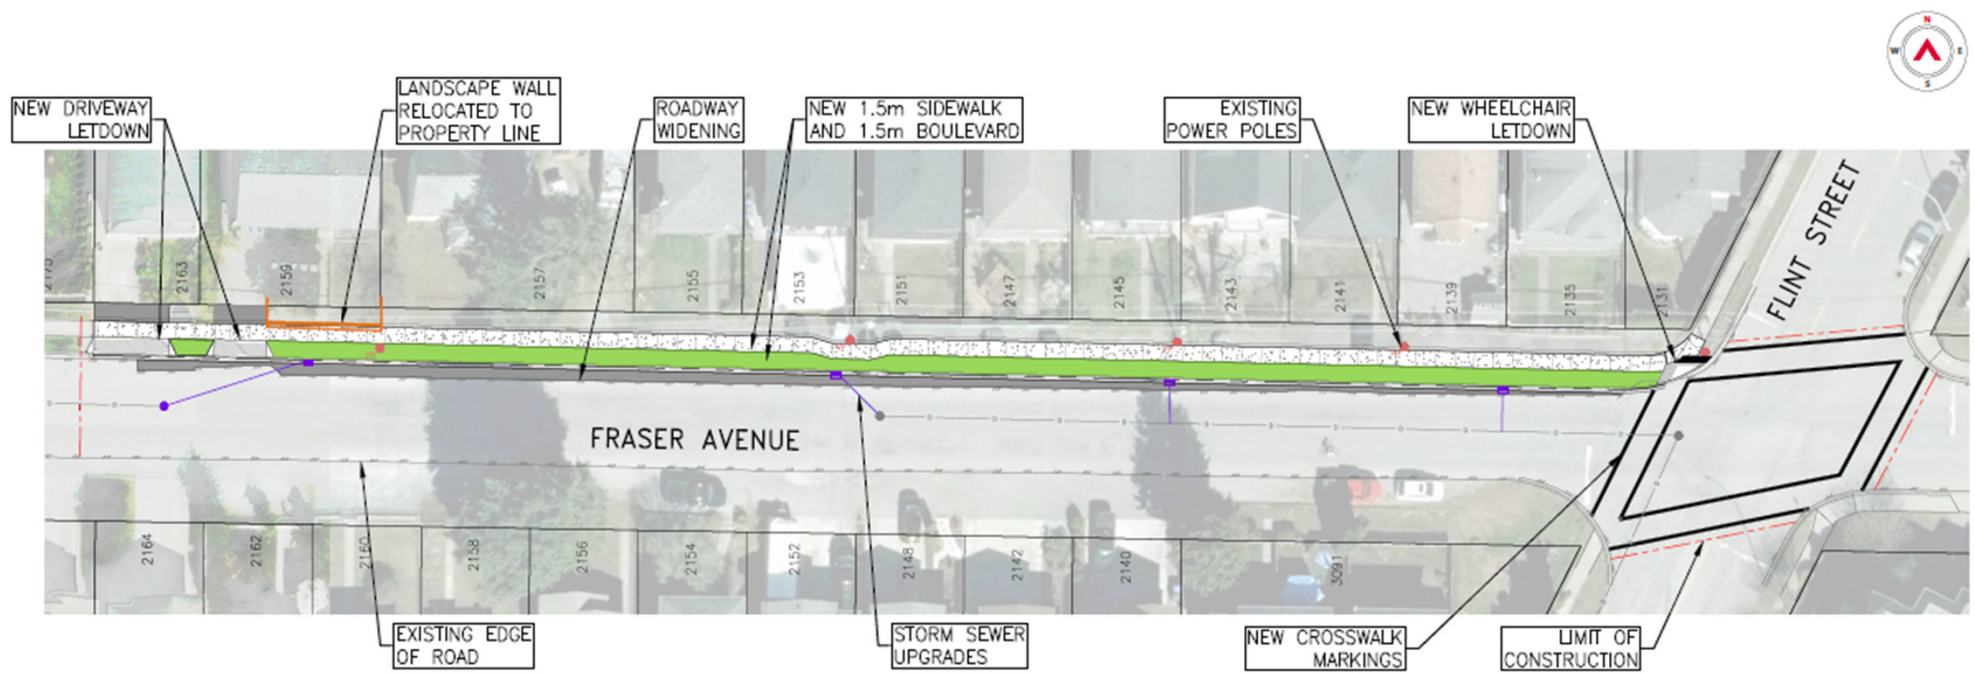 N
W E
S
NEW DRIVEWAY
LETDOWN
LANDSCAPE WALL
RELOCATED TO
PROPERTY LINE
ROADWAY
WIDENING
NEW 1.5m SIDEWALK
AND 1.5m BOULEVARD
EXISTING
POWER POLES
NEW WHEELCHAIR
LETDOWN
FLINT STREET
2163
2159
2157
2155
2153
2151
2147
2145
2143
2141
2139
2135
2131
FRASER AVENUE
2164
2162
2160
2158
2156
2154
2152
2148
2142
2140
3091
EXISTING EDGE
OF ROAD
STORM SEWER
UPGRADES
NEW CROSSWALK
MARKINGS
LIMIT OF
CONSTRUCTION